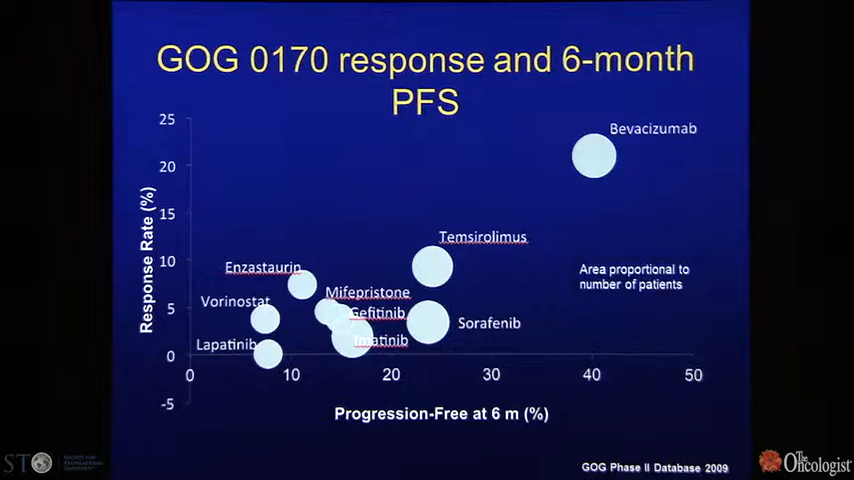 GOG 0170 response and 6-month
PFS
25
20
15
10
5
0
-5
Response Rate (%)
Bevacizumab
Temsirolimus
Enzastaurin
Mifepristone
Vorinostat
Gefitinib
Sorafenib
Imatinib
Lapatinib
Area proportional to
number of patients
0 10 20 30 40 50
Progression-Free at 6 m (%)
GOG Phase II Database 2009
STO
The
Oncologist